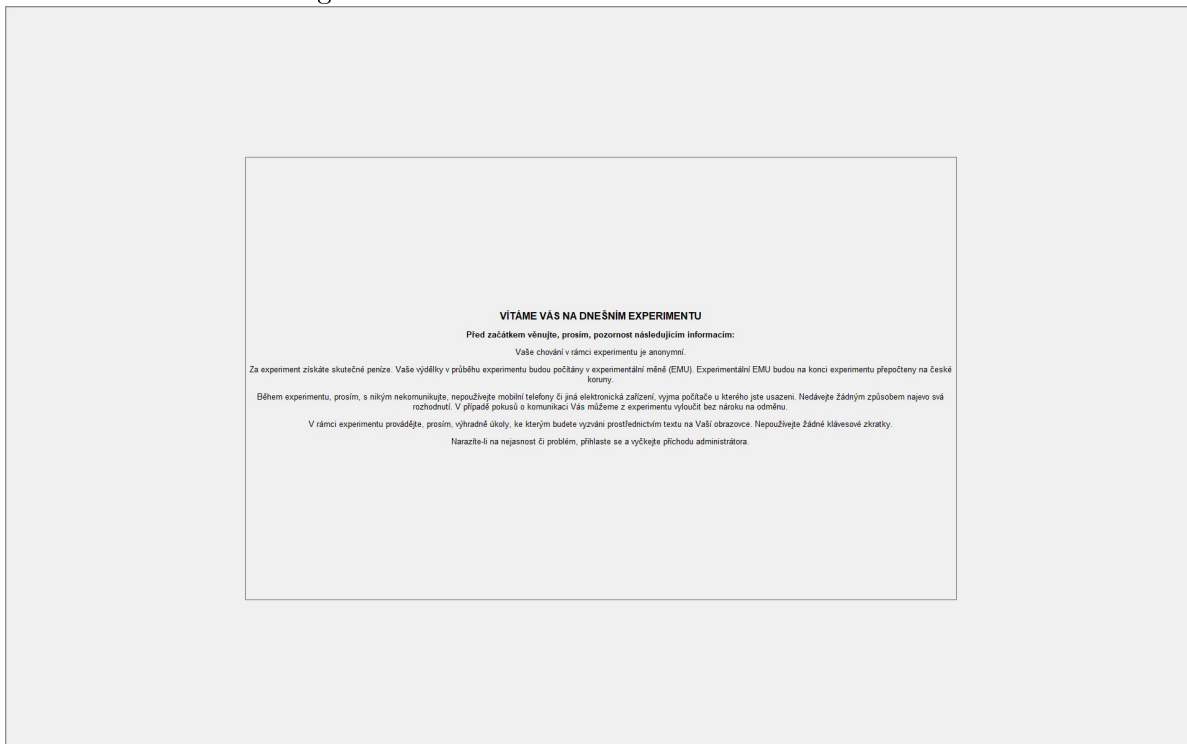 VÍTÁME VÁS NA DNEŠNÍM EXPERIMENTU
Před začátkem věnujte, prosím, pozornost následujícím informacím:
Vaše chování v rámci experimentu je anonymní.
Za experiment získáte skutečné peníze. Vaše výdělky v průběhu experimentu budou počítány v experimentální měně (EMU). Experimentální EMU budou na konci experimentu přepočteny na české
koruny.
Během experimentu, prosím, s nikým nekomunikujte, nepoužívejte mobilní telefony či jiná elektronická zařízení, vyjma počítače u kterého jste usazeni. Nedávejte žádným způsobem najevo svá
rozhodnutí. V případě pokusů o komunikaci Vás můžeme z experimentu vyloučit bez nároku na odměnu.
V rámci experimentu provádějte, prosím, výhradně úkoly, ke kterým budete vyzváni prostřednictvím textu na Vaší obrazovce. Nepoužívejte žádné klávesové zkratky.
Narazíte-li na nejasnost či problém, přihlaste se a vyčkejte příchodu administrátora.